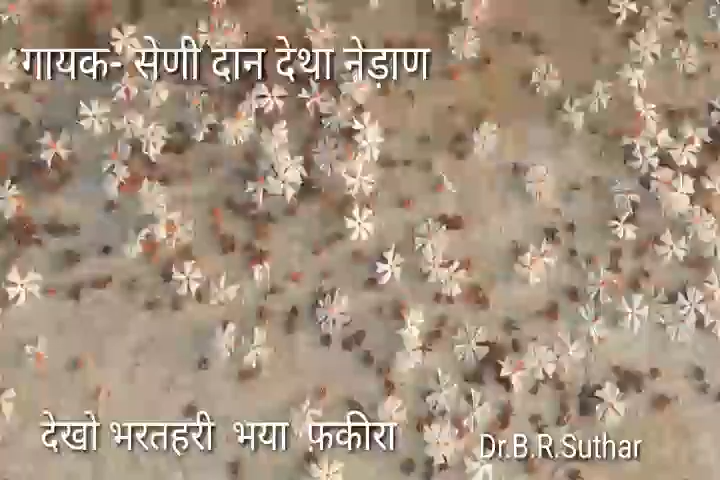 गायक- सेणी दान देथा नेड़ाण
देखो भरतहरी भया फ़कीरा
Dr.B.R.Suthar